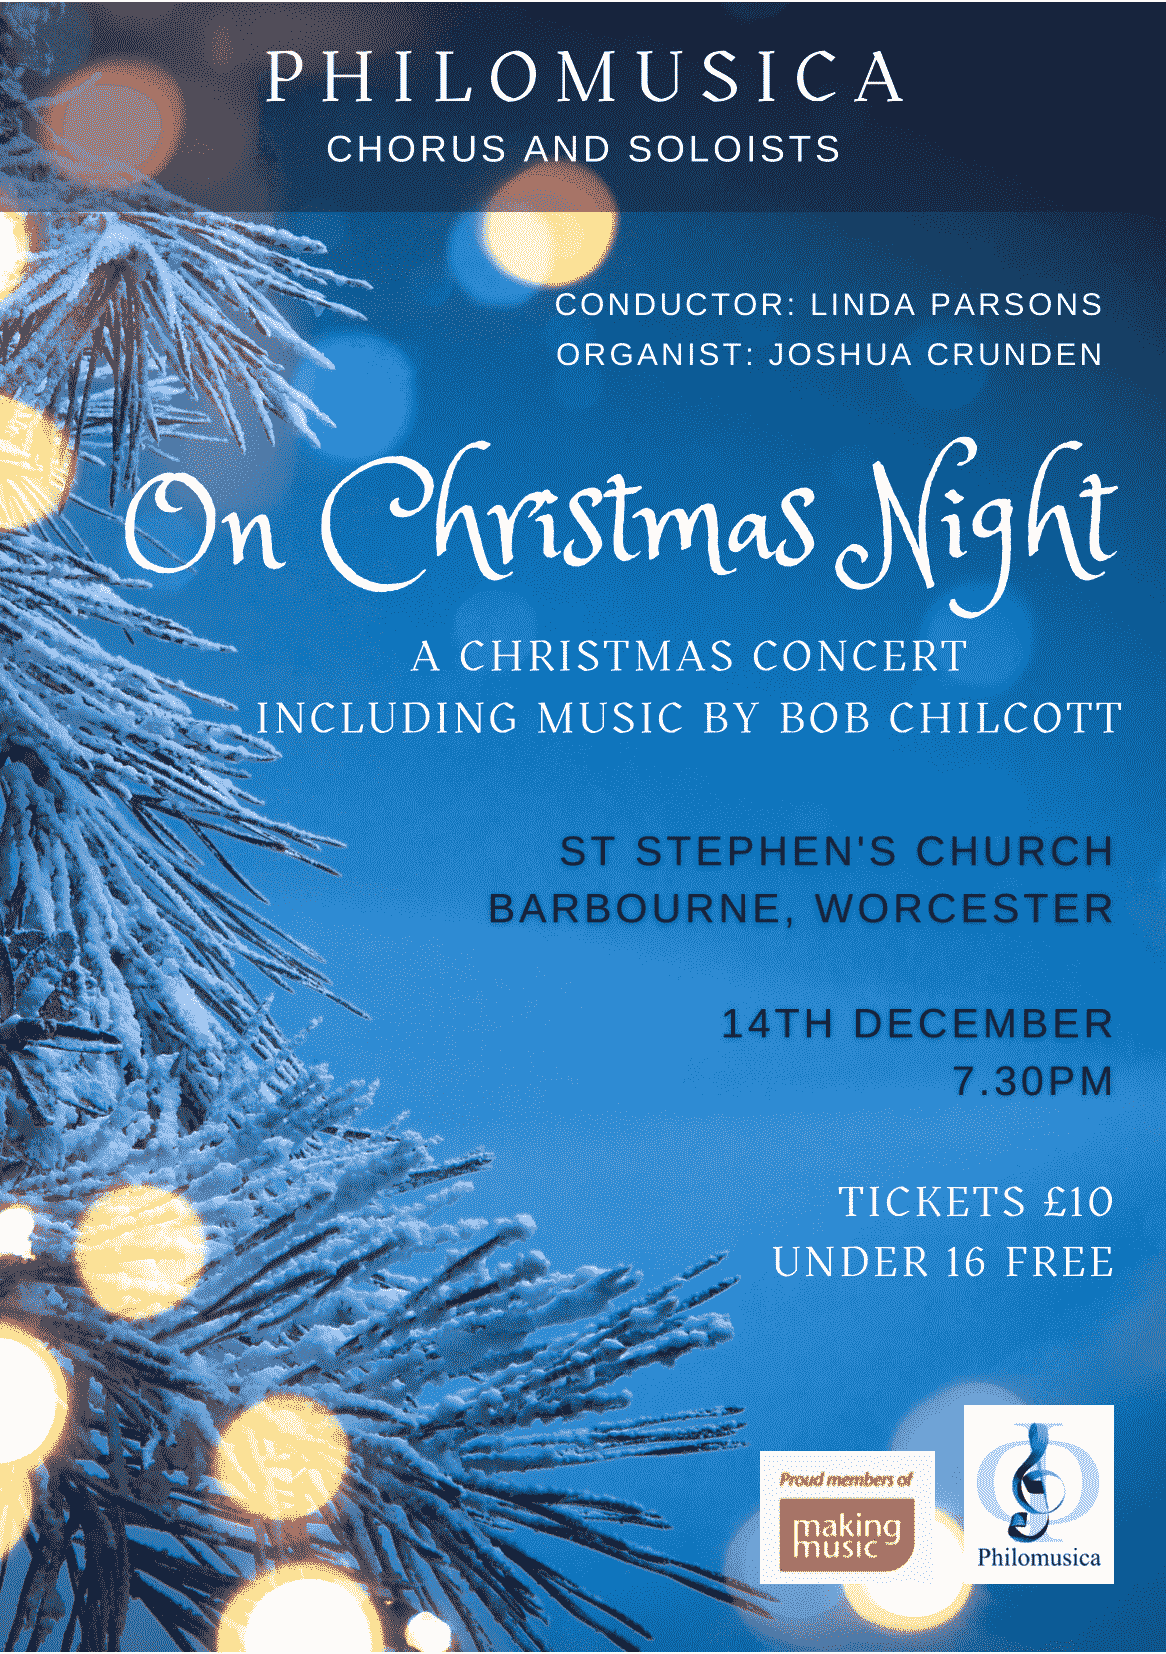 PHILOMUSICA
CHORUS AND SOLOISTS
CONDUCTOR: LINDA PARSONS
ORGANIST: JOSHUA CRUNDEN
On Christmas Night
A CHRISTMAS CONCERT
INCLUDING MUSIC BY BOB CHILCOTT
ST STEPHEN'S CHURCH
BARBOURNE, WORCESTER
14TH DECEMBER
7.30PM
TICKETS £10
UNDER 16 FREE
Proud members of
making
music
Philomusica